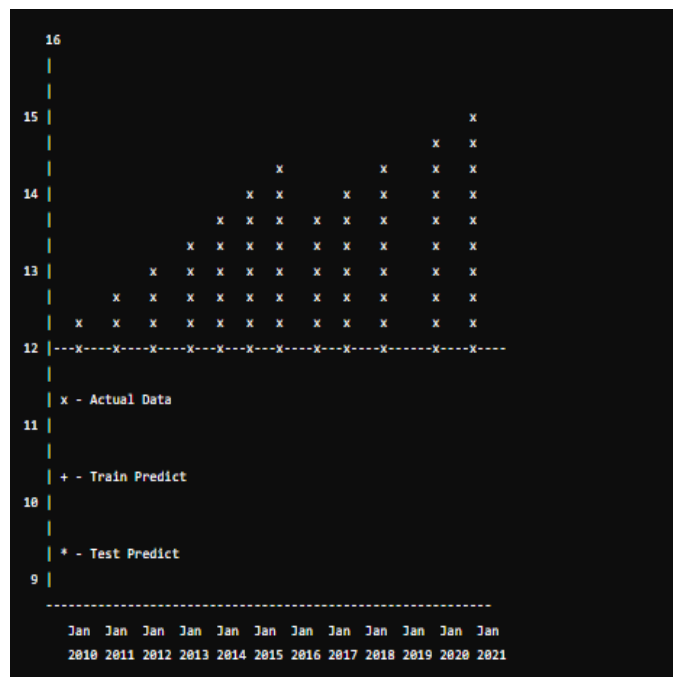 16
|
|
15 | x
| x x
| x x x x
14 | x x x x x x
| x x x x x x x x
| x x x x x x x x x
13 | x x x x x x x x x x
| x x x x x x x x x x x
| x x x x x x x x x x x x
12 |---x----x----x----x---x---x---x----x---x----x------x----x----
|
| x - Actual Data
11 |
|
| + - Train Predict
10 |
|
| * - Test Predict
9 |
------------------------------------------------------------
Jan Jan Jan Jan Jan Jan Jan Jan Jan Jan Jan Jan
2010 2011 2012 2013 2014 2015 2016 2017 2018 2019 2020 2021